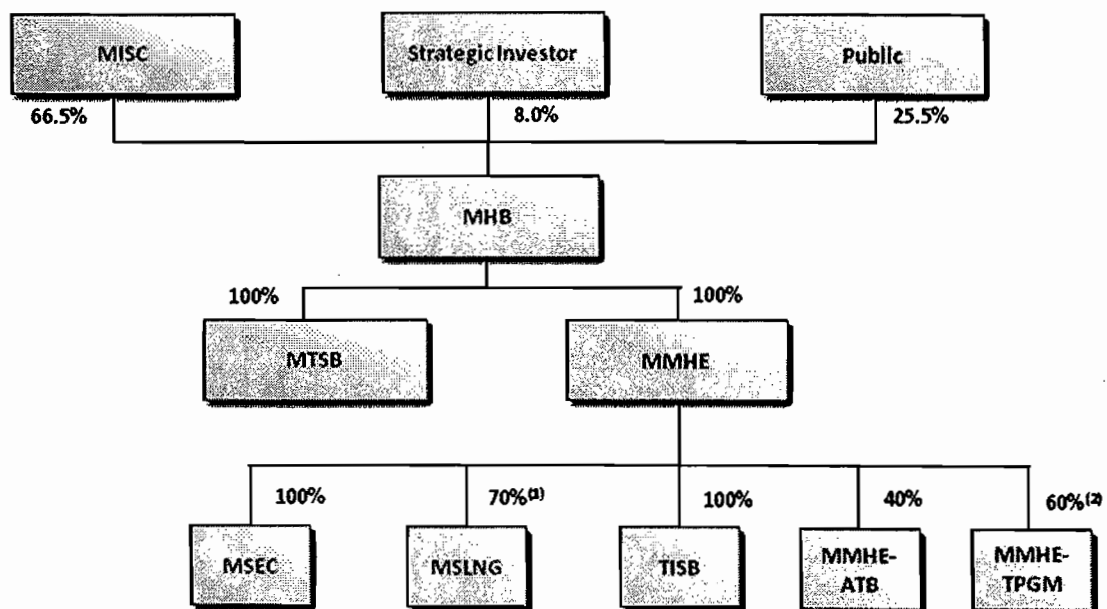 MISC
Strategic Investor
Public
66.5%
8.0%
25.5%
MHB
100%
100%
MTSB
MMHE
100%
70%(1)
100%
40%
60%(2)
MSEC
MSLNG
TISB
MMHE-
ATB
MMHE-
TPGM